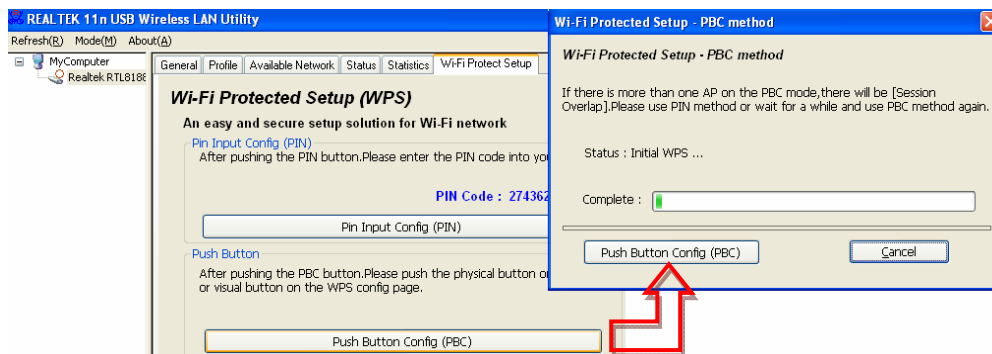 REALTEK 11n USB Wireless LAN Utility
Refresh(R) Mode(M) About(A)
MyComputer
Realtek RTL8188
General Profile Available Network Status Statistics Wi-Fi Protect Setup
Wi-Fi Protected Setup (WPS)
An easy and secure setup solution for Wi-Fi network
Pin Input Config (PIN)
After pushing the PIN button.Please enter the PIN code into
PIN Code : 274362
Pin Input Config (PIN)
Push Button
After pushing the PBC button.Please push the physical button
or visual button on the WPS config page.
Push Button Config (PBC)
Wi-Fi Protected Setup - PBC method
Wi-Fi Protected Setup - PBC method
If there is more than one AP on the PBC mode,there will be [Session
Overlap].Please use PIN method or wait for a while and use PBC method again.
Status : Initial WPS ...
Complete :
Push Button Config (PBC) Cancel